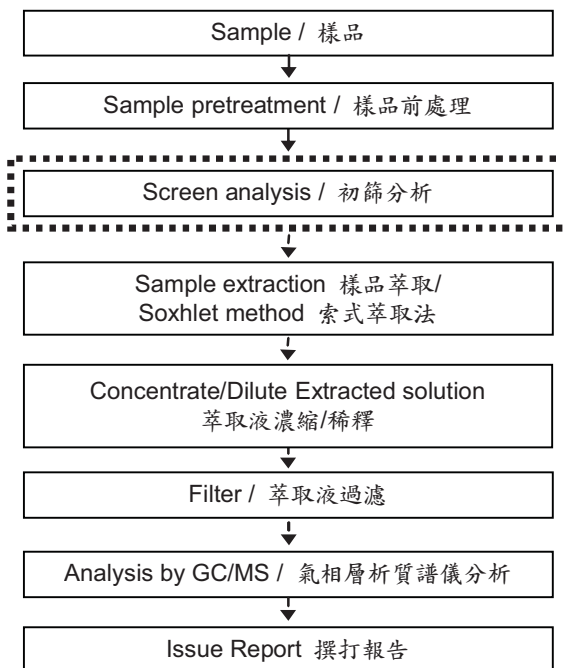 Sample / 樣品
Sample pretreatment / 樣品前處理
Screen analysis / 初篩分析
Sample extraction 樣品萃取/
Soxhlet method 索式萃取法
Concentrate/Dilute Extracted solution
萃取液濃縮/稀釋
Filter / 萃取液過濾
Analysis by GC/MS / 氣相層析質譜儀分析
Issue Report 撰打報告